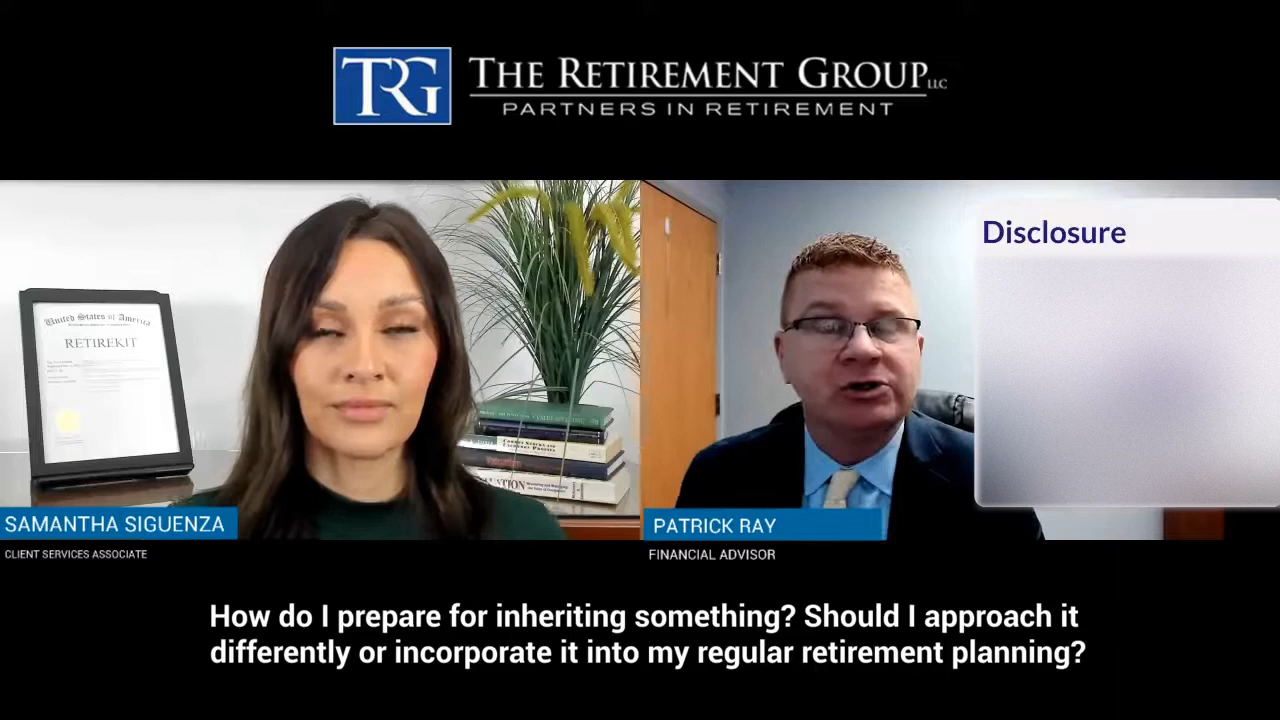 TRG THE RETIREMENT GROUP LLC
PARTNERS IN RETIREMENT
Disclosure
United States of America
RETIREKIT
VALUATION
SAMANTHA SIGUENZA
CLIENT SERVICES ASSOCIATE
PATRICK RAY
FINANCIAL ADVISOR
How do I prepare for inheriting something? Should I approach it
differently or incorporate it into my regular retirement planning?